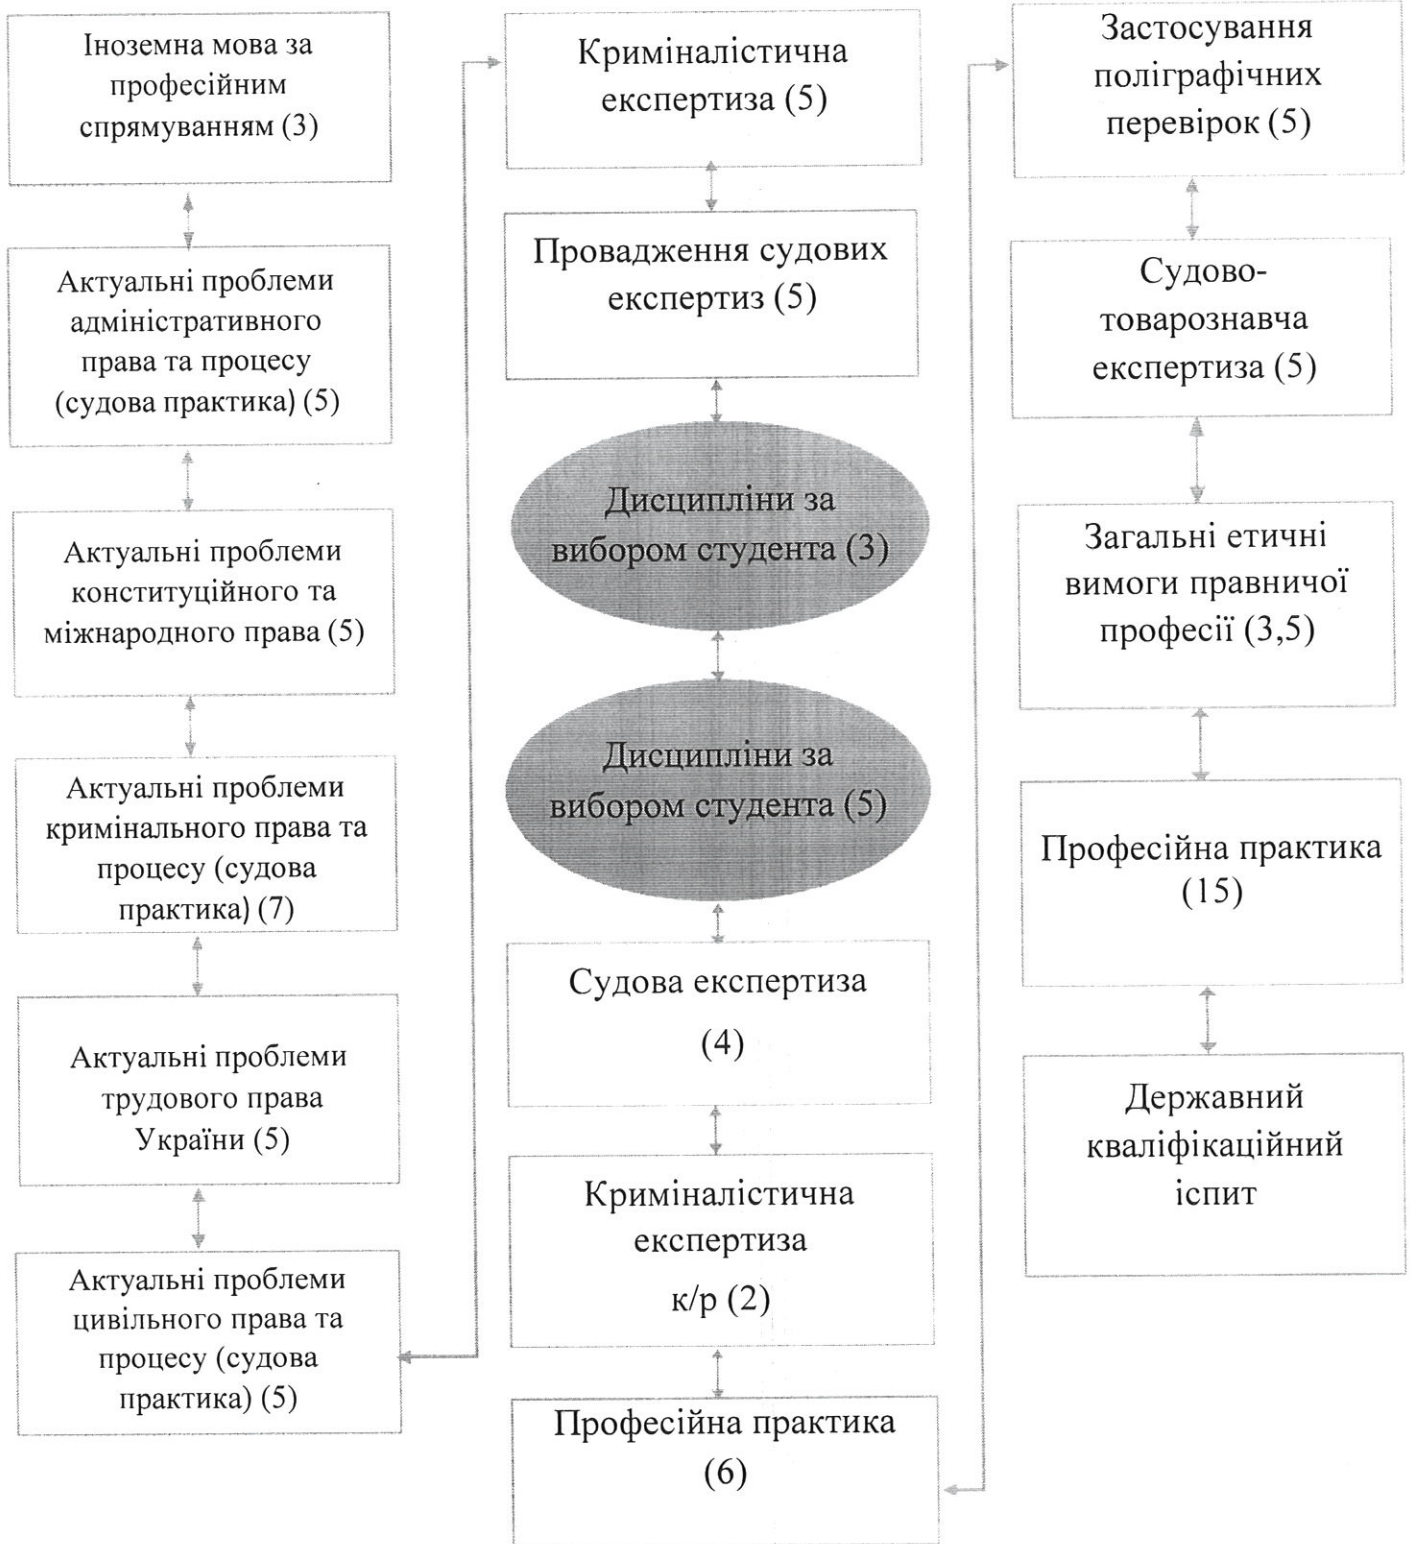 Іноземна мова за
професійним
спрямуванням (3)
Актуальні проблеми
адміністративного
права та процесу
(судова практика) (5)
Актуальні проблеми
конституційного та
міжнародного права (5)
Актуальні проблеми
кримінального права та
процесу (судова
практика) (7)
Актуальні проблеми
трудового права
України (5)
Актуальні проблеми
цивільного права та
процесу (судова
практика) (5)
Криміналістична
експертиза (5)
Провадження судових
експертиз (5)
Дисципліни за
вибором студента (3)
Дисципліни за
вибором студента (5)
Судова експертиза
(4)
Криміналістична
експертиза
к/р (2)
Професійна практика
(6)
Застосування
поліграфічних
перевірок (5)
Судово-
товарознавча
експертиза (5)
Загальні етичні
вимоги правничої
професії (3,5)
Професійна практика
(15)
Державний
кваліфікаційний
іспит